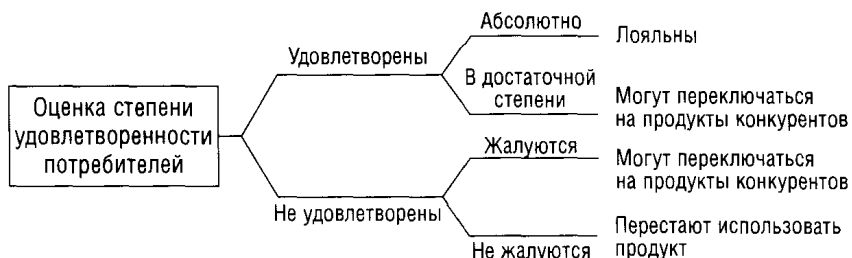 Оценка степени
удовлетворенности
потребителей
Удовлетворены
Абсолютно
Лояльны
В достаточной
степени
Могут переключаться
на продукты конкурентов
Не удовлетворены
Жалуются
Могут переключаться
на продукты конкурентов
Не жалуются
Перестают использовать
продукт